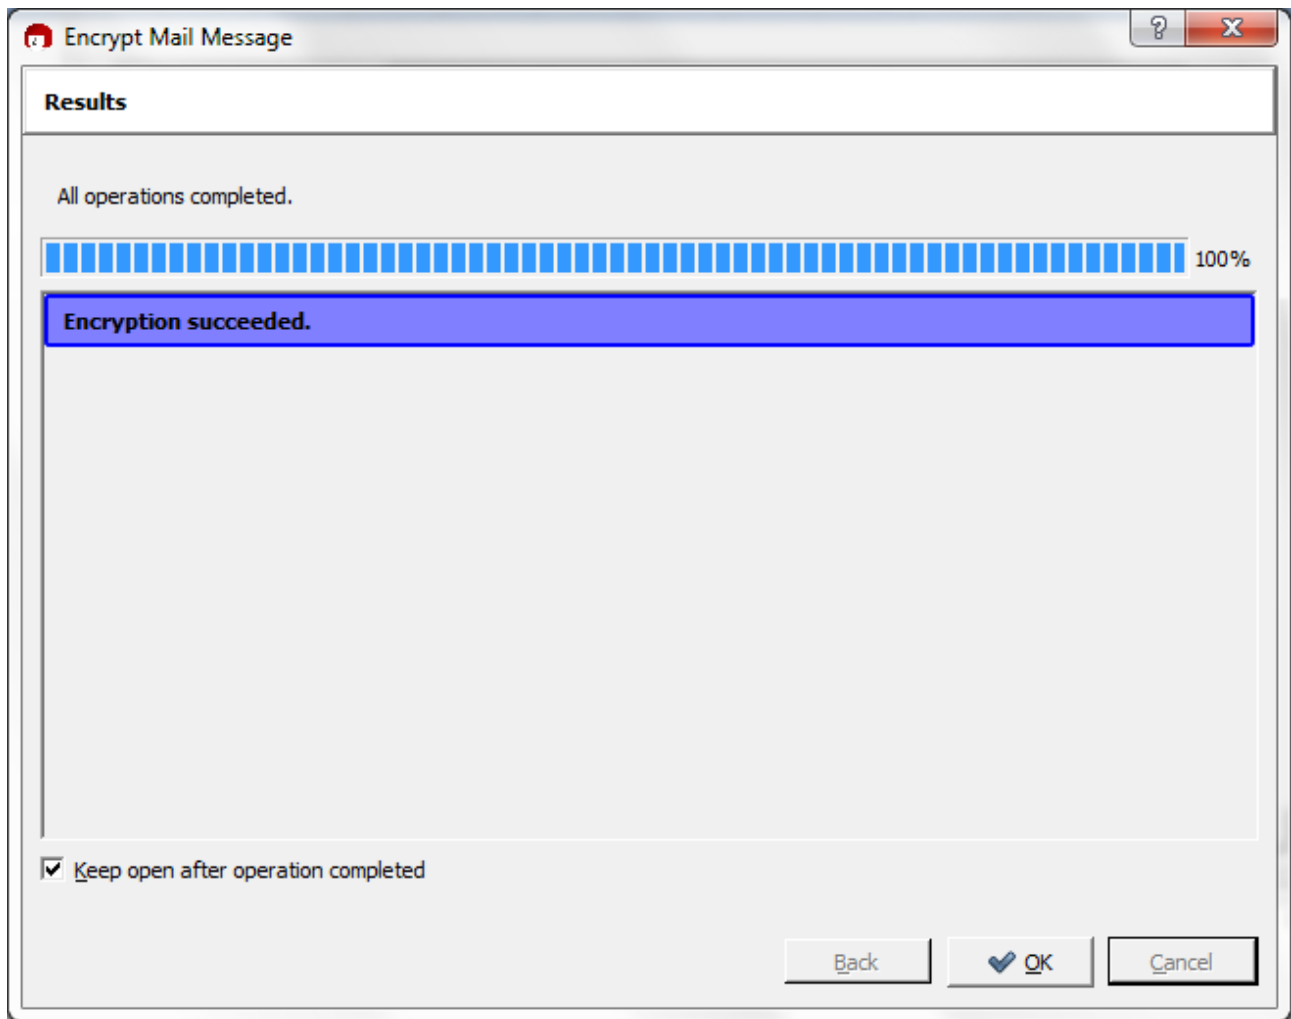 Encrypt Mail Message
Results
All operations completed.
100%
Encryption succeeded.
Keep open after operation completed
Back
OK
Cancel